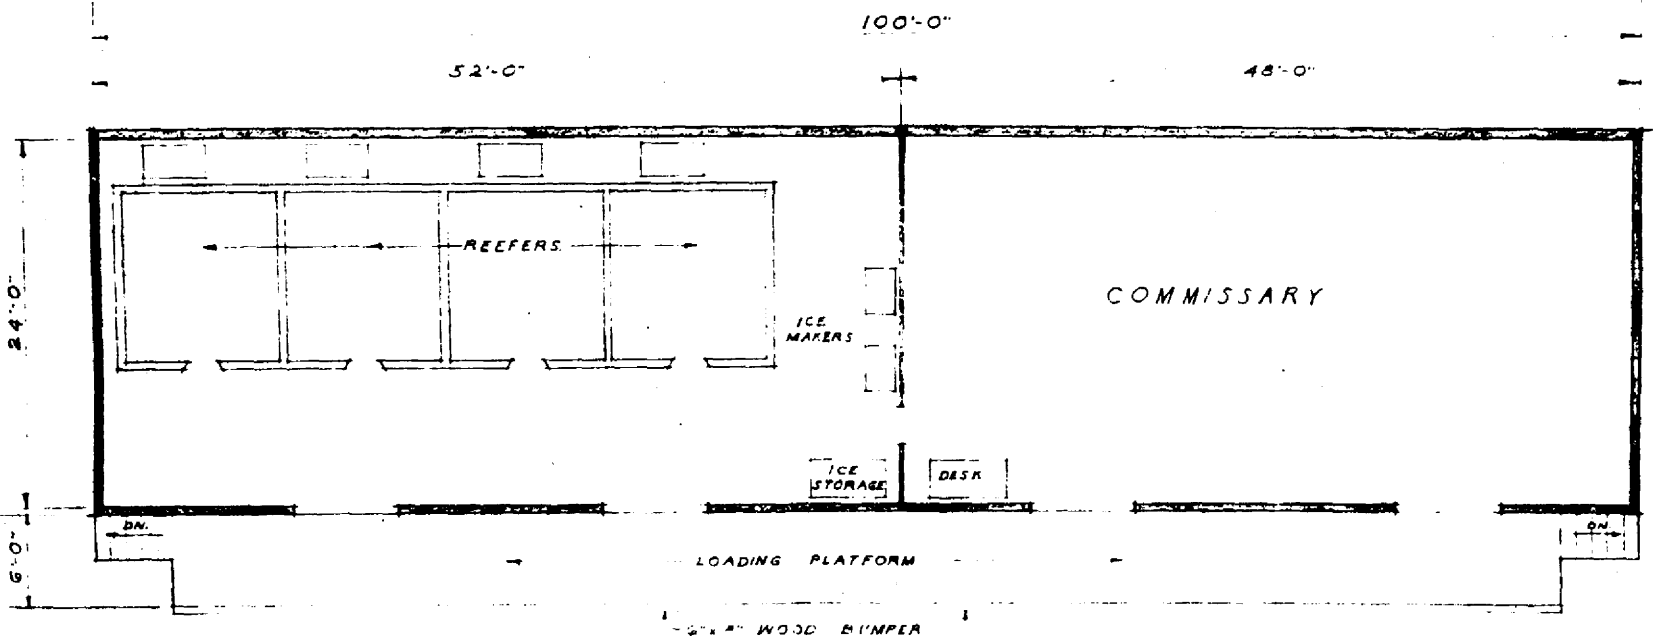 100'-0"
52'-0"
48'-0"
24'-0"
REEFERS
COMMISSARY
ICE
MAKERS
ICE
STORAGE
DESK
DN.
DN.
6'-0"
LOADING PLATFORM
WOOD BUMPER